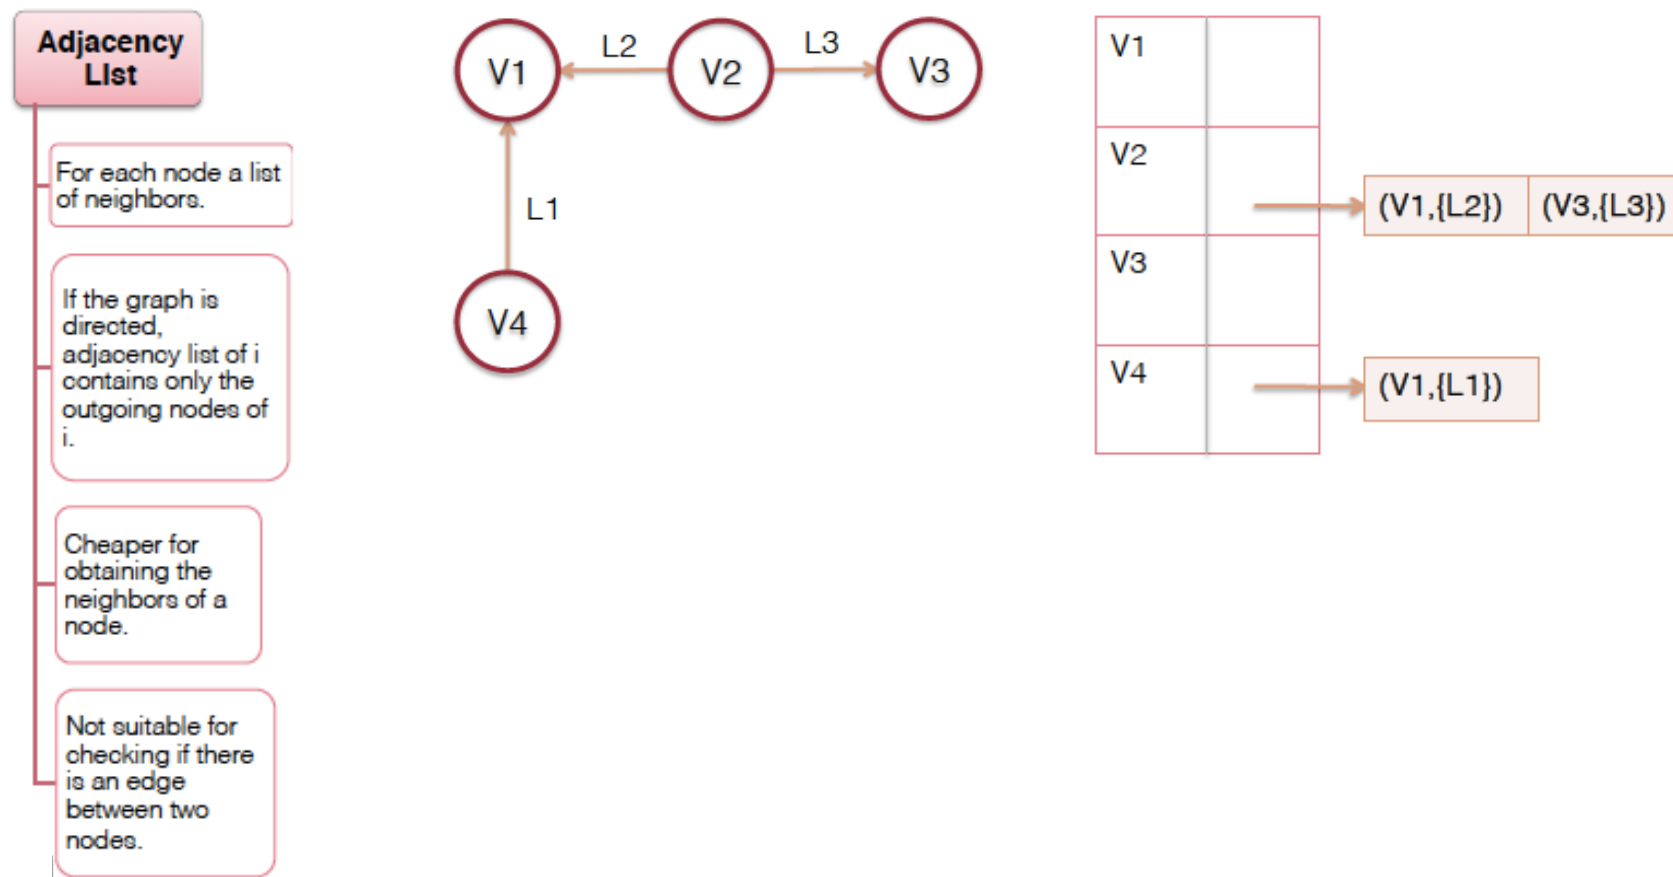 Adjacency
List
For each node a list
of neighbors.
If the graph is
directed,
adjacency list of i
contains only the
outgoing nodes of
i.
Cheaper for
obtaining the
neighbors of a
node.
Not suitable for
checking if there
is an edge
between two
nodes.
V1
L2
V2
L3
V3
L1
V4
V1
V2
(V1,{L2})
(V3,{L3})
V3
V4
(V1,{L1})